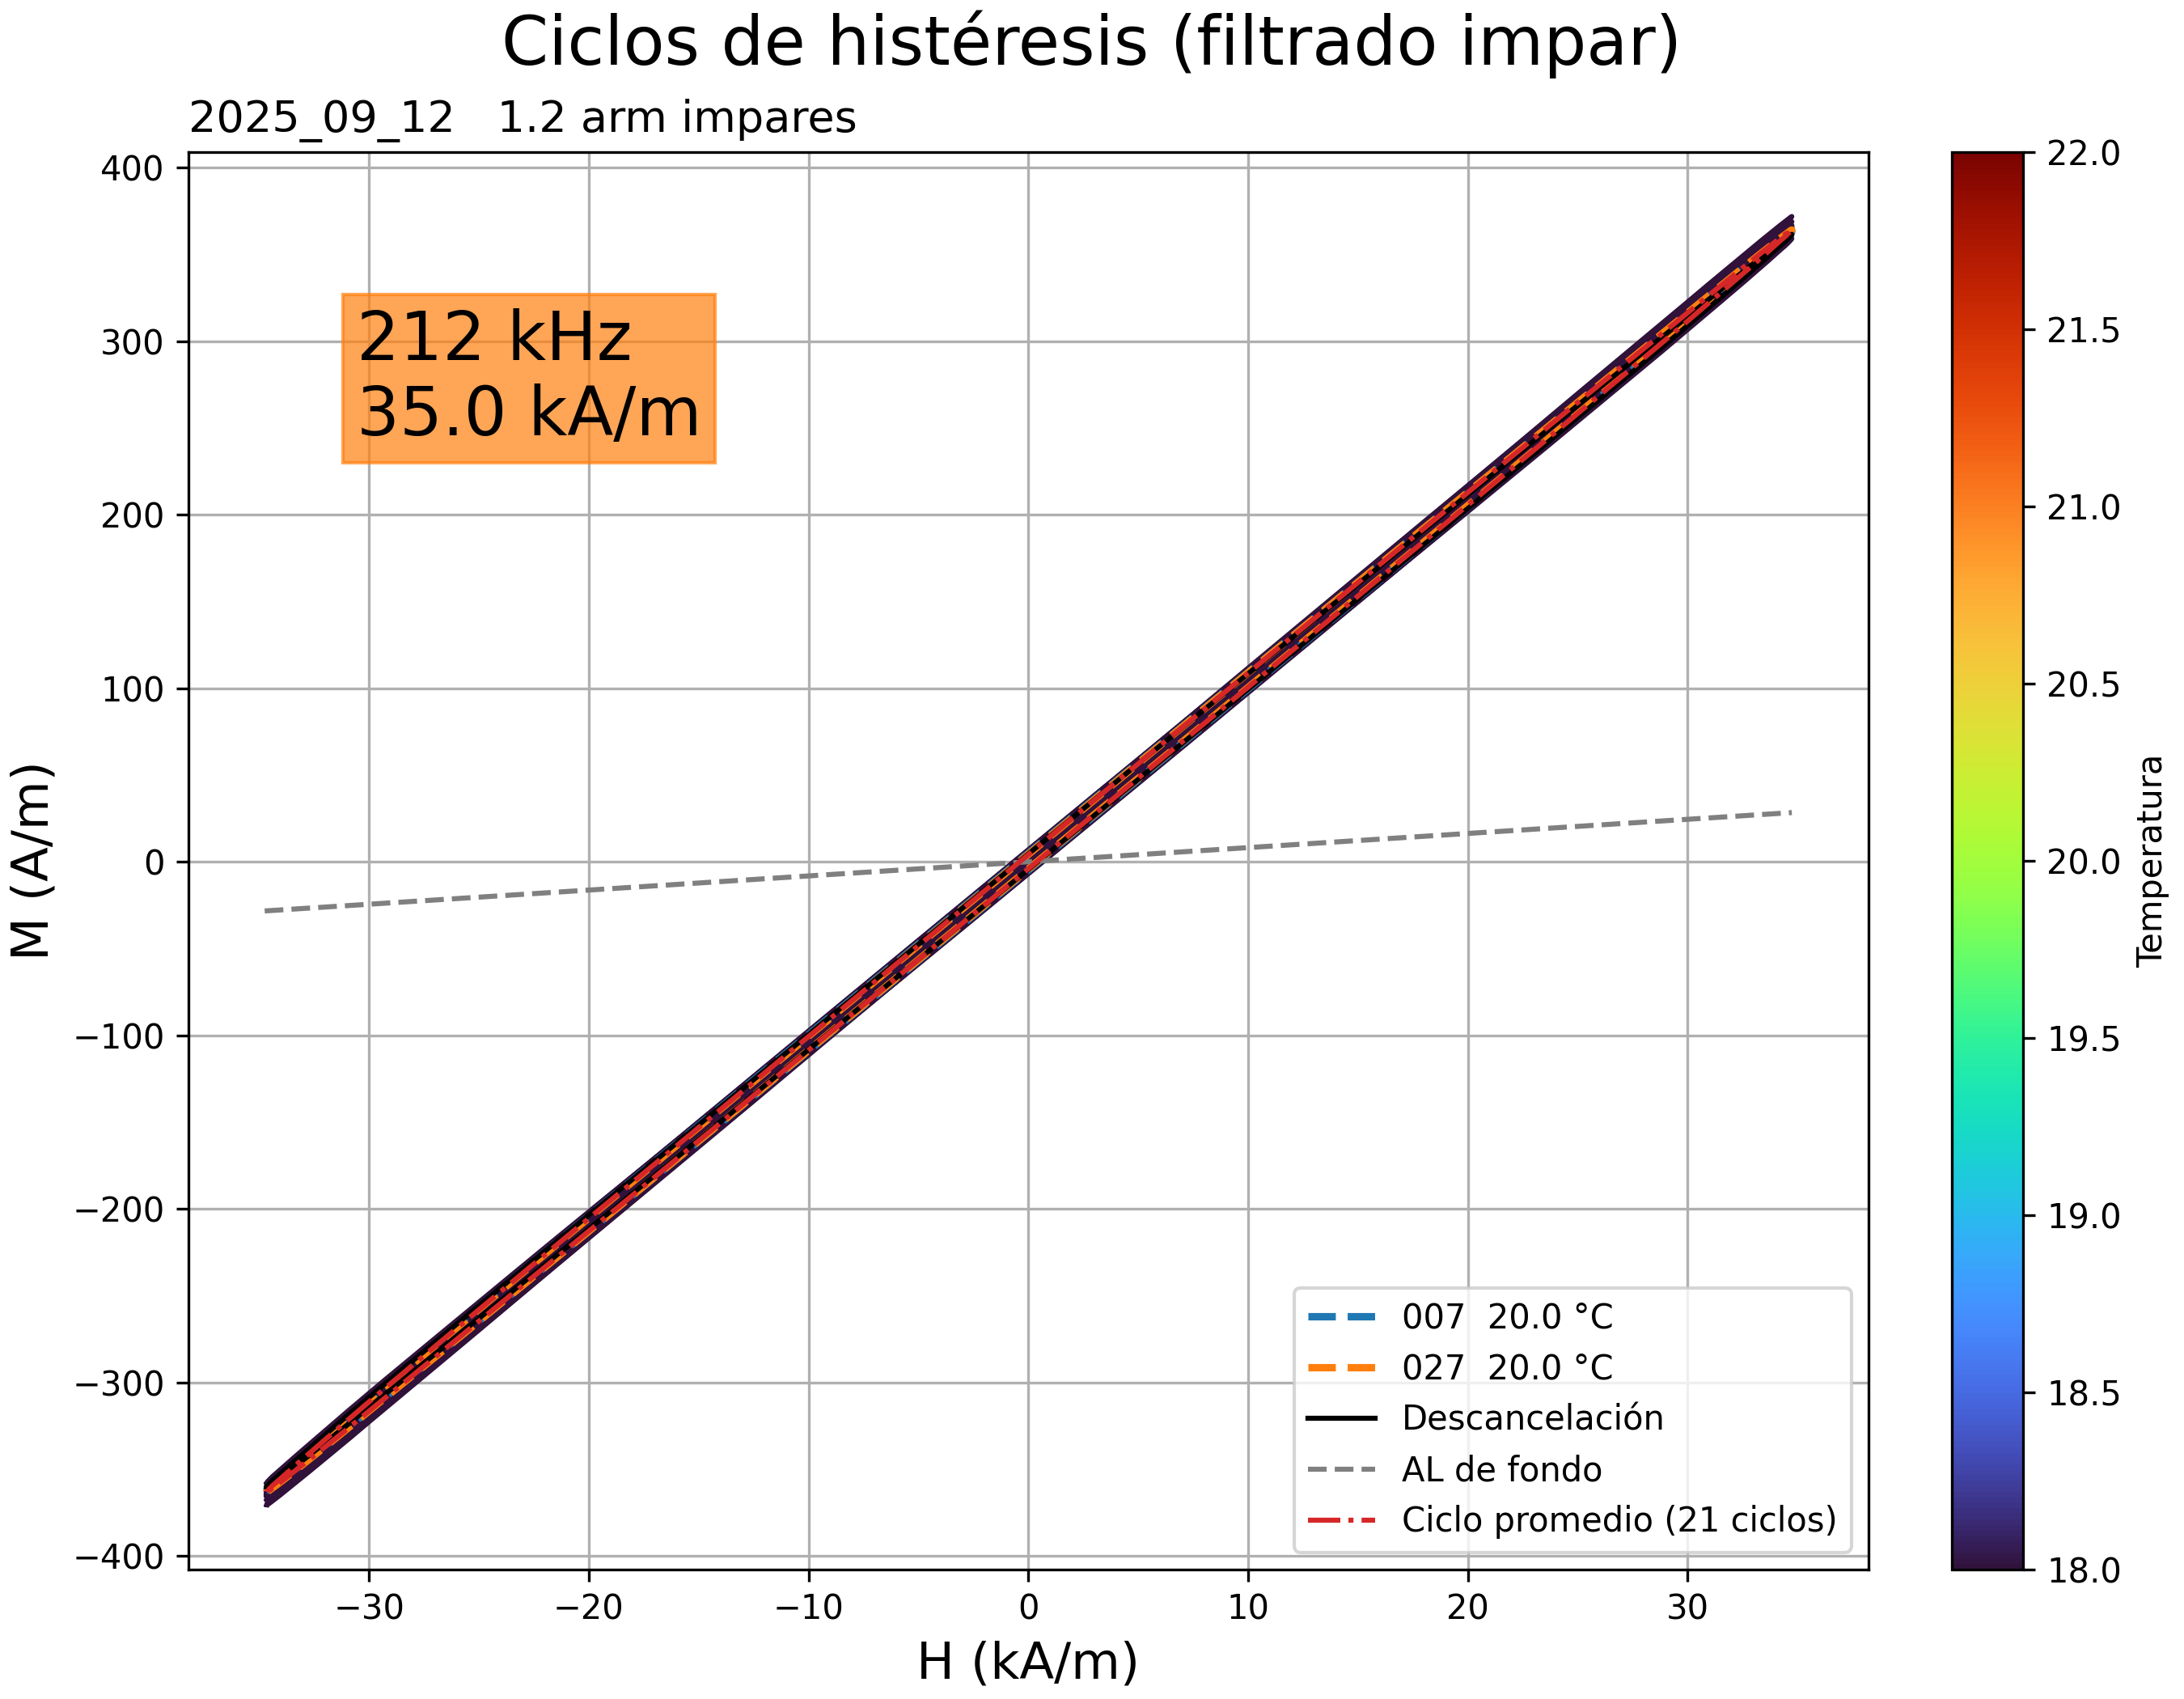 Ciclos de histéresis (filtrado impar)
2025_09_12   1.2 arm impares
400
300
200
100
0
−100
−200
−300
−400
M (A/m)
212 kHz
35.0 kA/m
007  20.0 °C
027  20.0 °C
Descancelación
AL de fondo
Ciclo promedio (21 ciclos)
−30
−20
−10
0
10
20
30
H (kA/m)
22.0
21.5
21.0
20.5
20.0
19.5
19.0
18.5
18.0
Temperatura